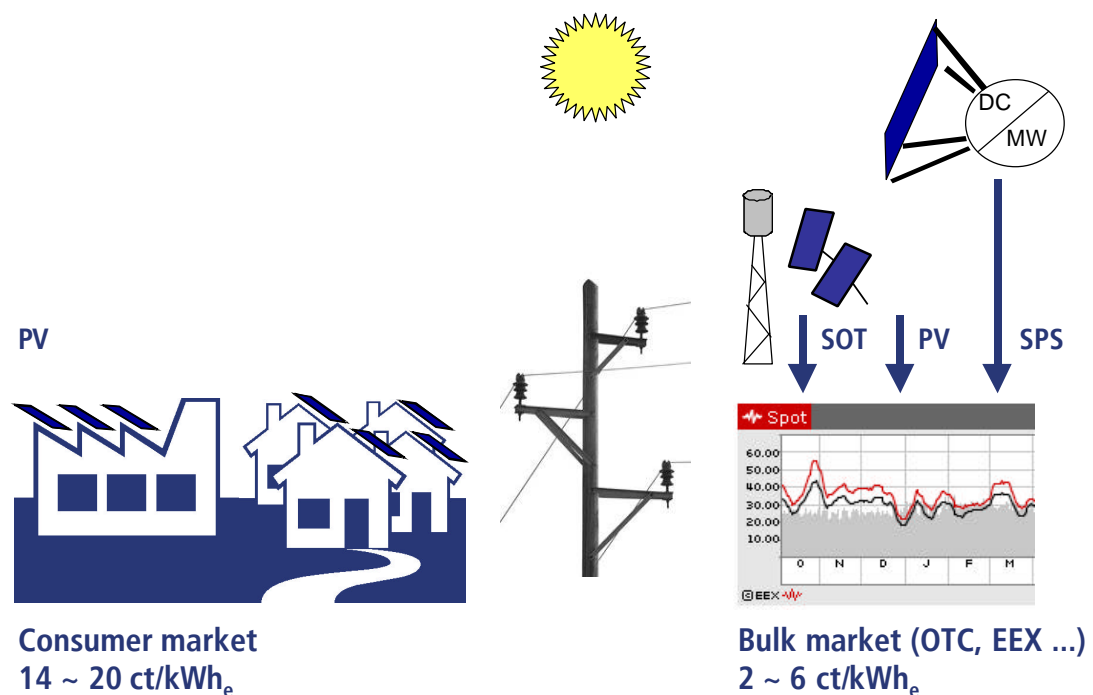 DC
MW
PV
SOT
PV
SPS
Spot
60.00
50.00
40.00
30.00
20.00
10.00
O N D J F M
©EEX
Consumer market
14 ~ 20 ct/kWhₑ
Bulk market (OTC, EEX ...)
2 ~ 6 ct/kWhₑ